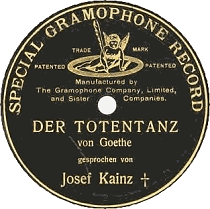 SPECIAL GRAMOPHONE RECORD
TRADE MARK
PATENTED PATENTED
Manufactured by
The Gramophone Company, Limited,
and Sister Companies.
DER TOTENTANZ
von Goethe
gesprochen von
Josef Kainz †